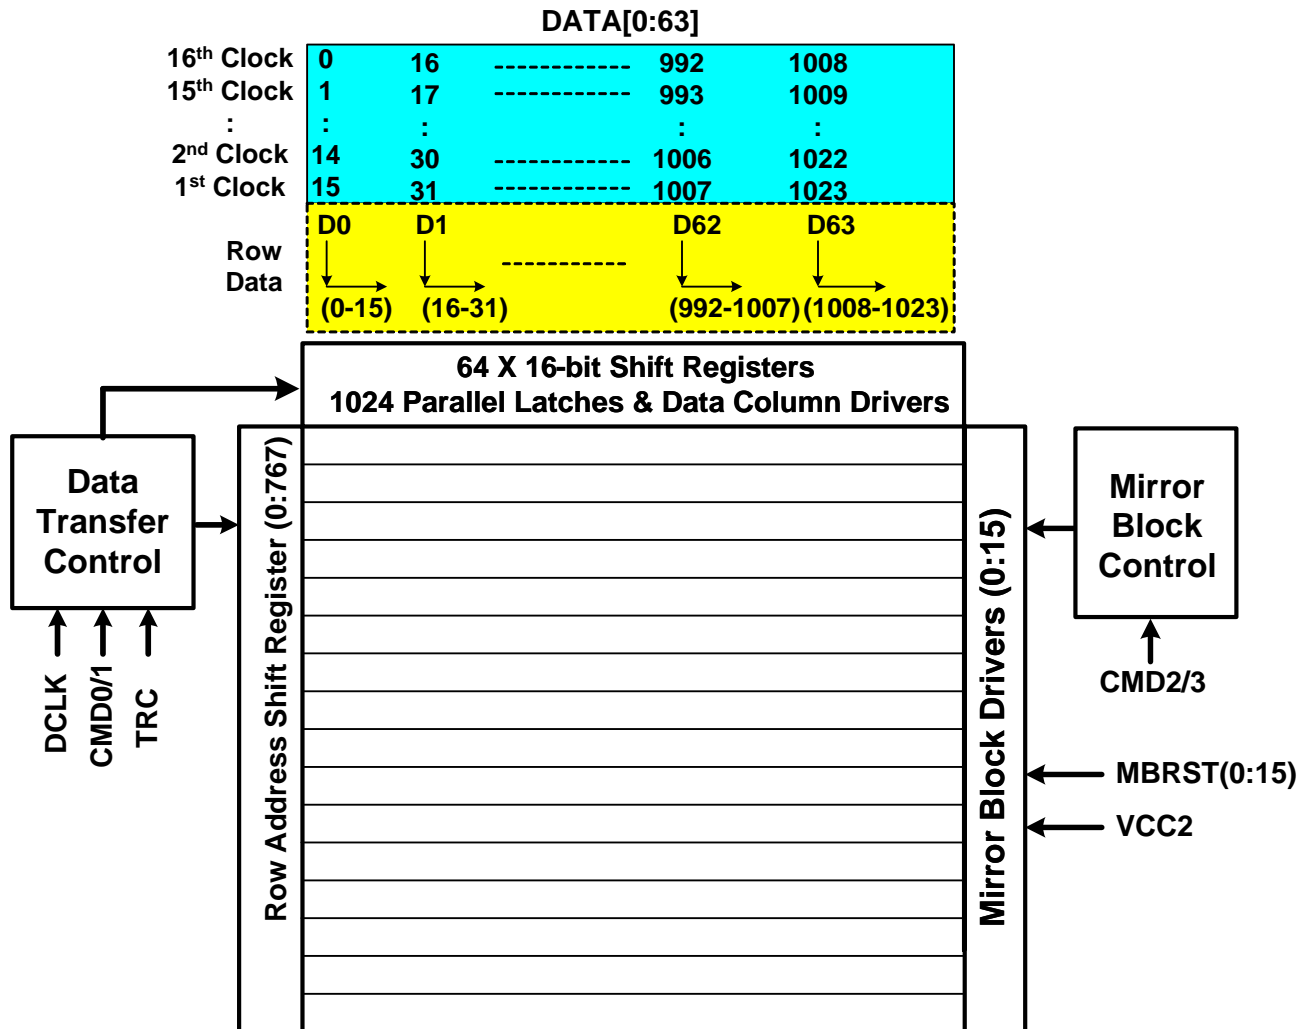 DATA[0:63]
16th Clock 0 16 ------------ 992 1008
15th Clock 1 17 ------------ 993 1009
: : : : :
2nd Clock 14 30 ------------ 1006 1022
1st Clock 15 31 ------------ 1007 1023
D0 D1 D62 D63
Row
Data
-----------
(0-15) (16-31) (992-1007) (1008-1023)
64 X 16-bit Shift Registers
1024 Parallel Latches & Data Column Drivers
Data
Transfer
Control
DCLK
CMD0/1
TRC
Row Address Shift Register (0:767)
Mirror Block Drivers (0:15)
Mirror
Block
Control
CMD2/3
MBRST(0:15)
VCC2